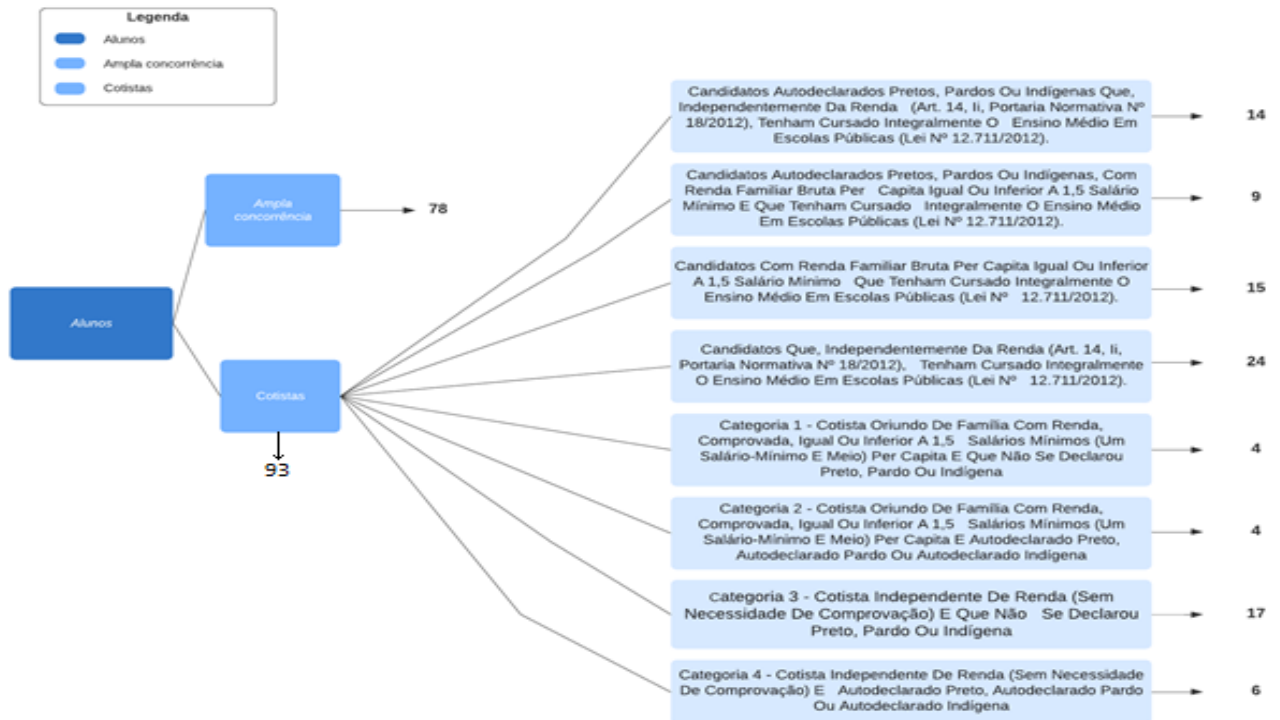 Legenda
Alunos
Ampla concorrência
Cotistas
Candidatos Autodeclarados Pretos, Pardos Ou Indígenas Que,
Independentemente Da Renda (Art. 14, Ii, Portaria Normativa Nº
18/2012), Tenham Cursado Integralmente O Ensino Médio Em
Escolas Públicas (Lei Nº 12.711/2012).
14
Candidatos Autodeclarados Pretos, Pardos Ou Indígenas, Com
Renda Familiar Bruta Per Capita Igual Ou Inferior A 1,5 Salário
Mínimo E Que Tenham Cursado Integralmente O Ensino Médio
Em Escolas Públicas (Lei Nº 12.711/2012).
9
Ampla
concorrência
78
Candidatos Com Renda Familiar Bruta Per Capita Igual Ou Inferior
A 1,5 Salário Mínimo Que Tenham Cursado Integralmente O
Ensino Médio Em Escolas Públicas (Lei Nº 12.711/2012).
15
Alunos
Candidatos Que, Independentemente Da Renda (Art. 14, Ii,
Portaria Normativa Nº 18/2012), Tenham Cursado Integralmente
O Ensino Médio Em Escolas Públicas (Lei Nº 12.711/2012).
24
Cotistas
93
Categoria 1 - Cotista Oriundo De Família Com Renda,
Comprovada, Igual Ou Inferior A 1,5 Salários Mínimos (Um
Salário-Mínimo E Meio) Per Capita E Que Não Se Declarou
Preto, Pardo Ou Indígena
4
Categoria 2 - Cotista Oriundo De Família Com Renda,
Comprovada, Igual Ou Inferior A 1,5 Salários Mínimos (Um
Salário-Mínimo E Meio) Per Capita E Autodeclarado Preto,
Autodeclarado Pardo Ou Autodeclarado Indígena
4
Categoria 3 - Cotista Independente De Renda (Sem
Necessidade De Comprovação) E Que Não Se Declarou
Preto, Pardo Ou Indígena
17
Categoria 4 - Cotista Independente De Renda (Sem Necessidade
De Comprovação) E Autodeclarado Preto, Autodeclarado Pardo
Ou Autodeclarado Indígena
6